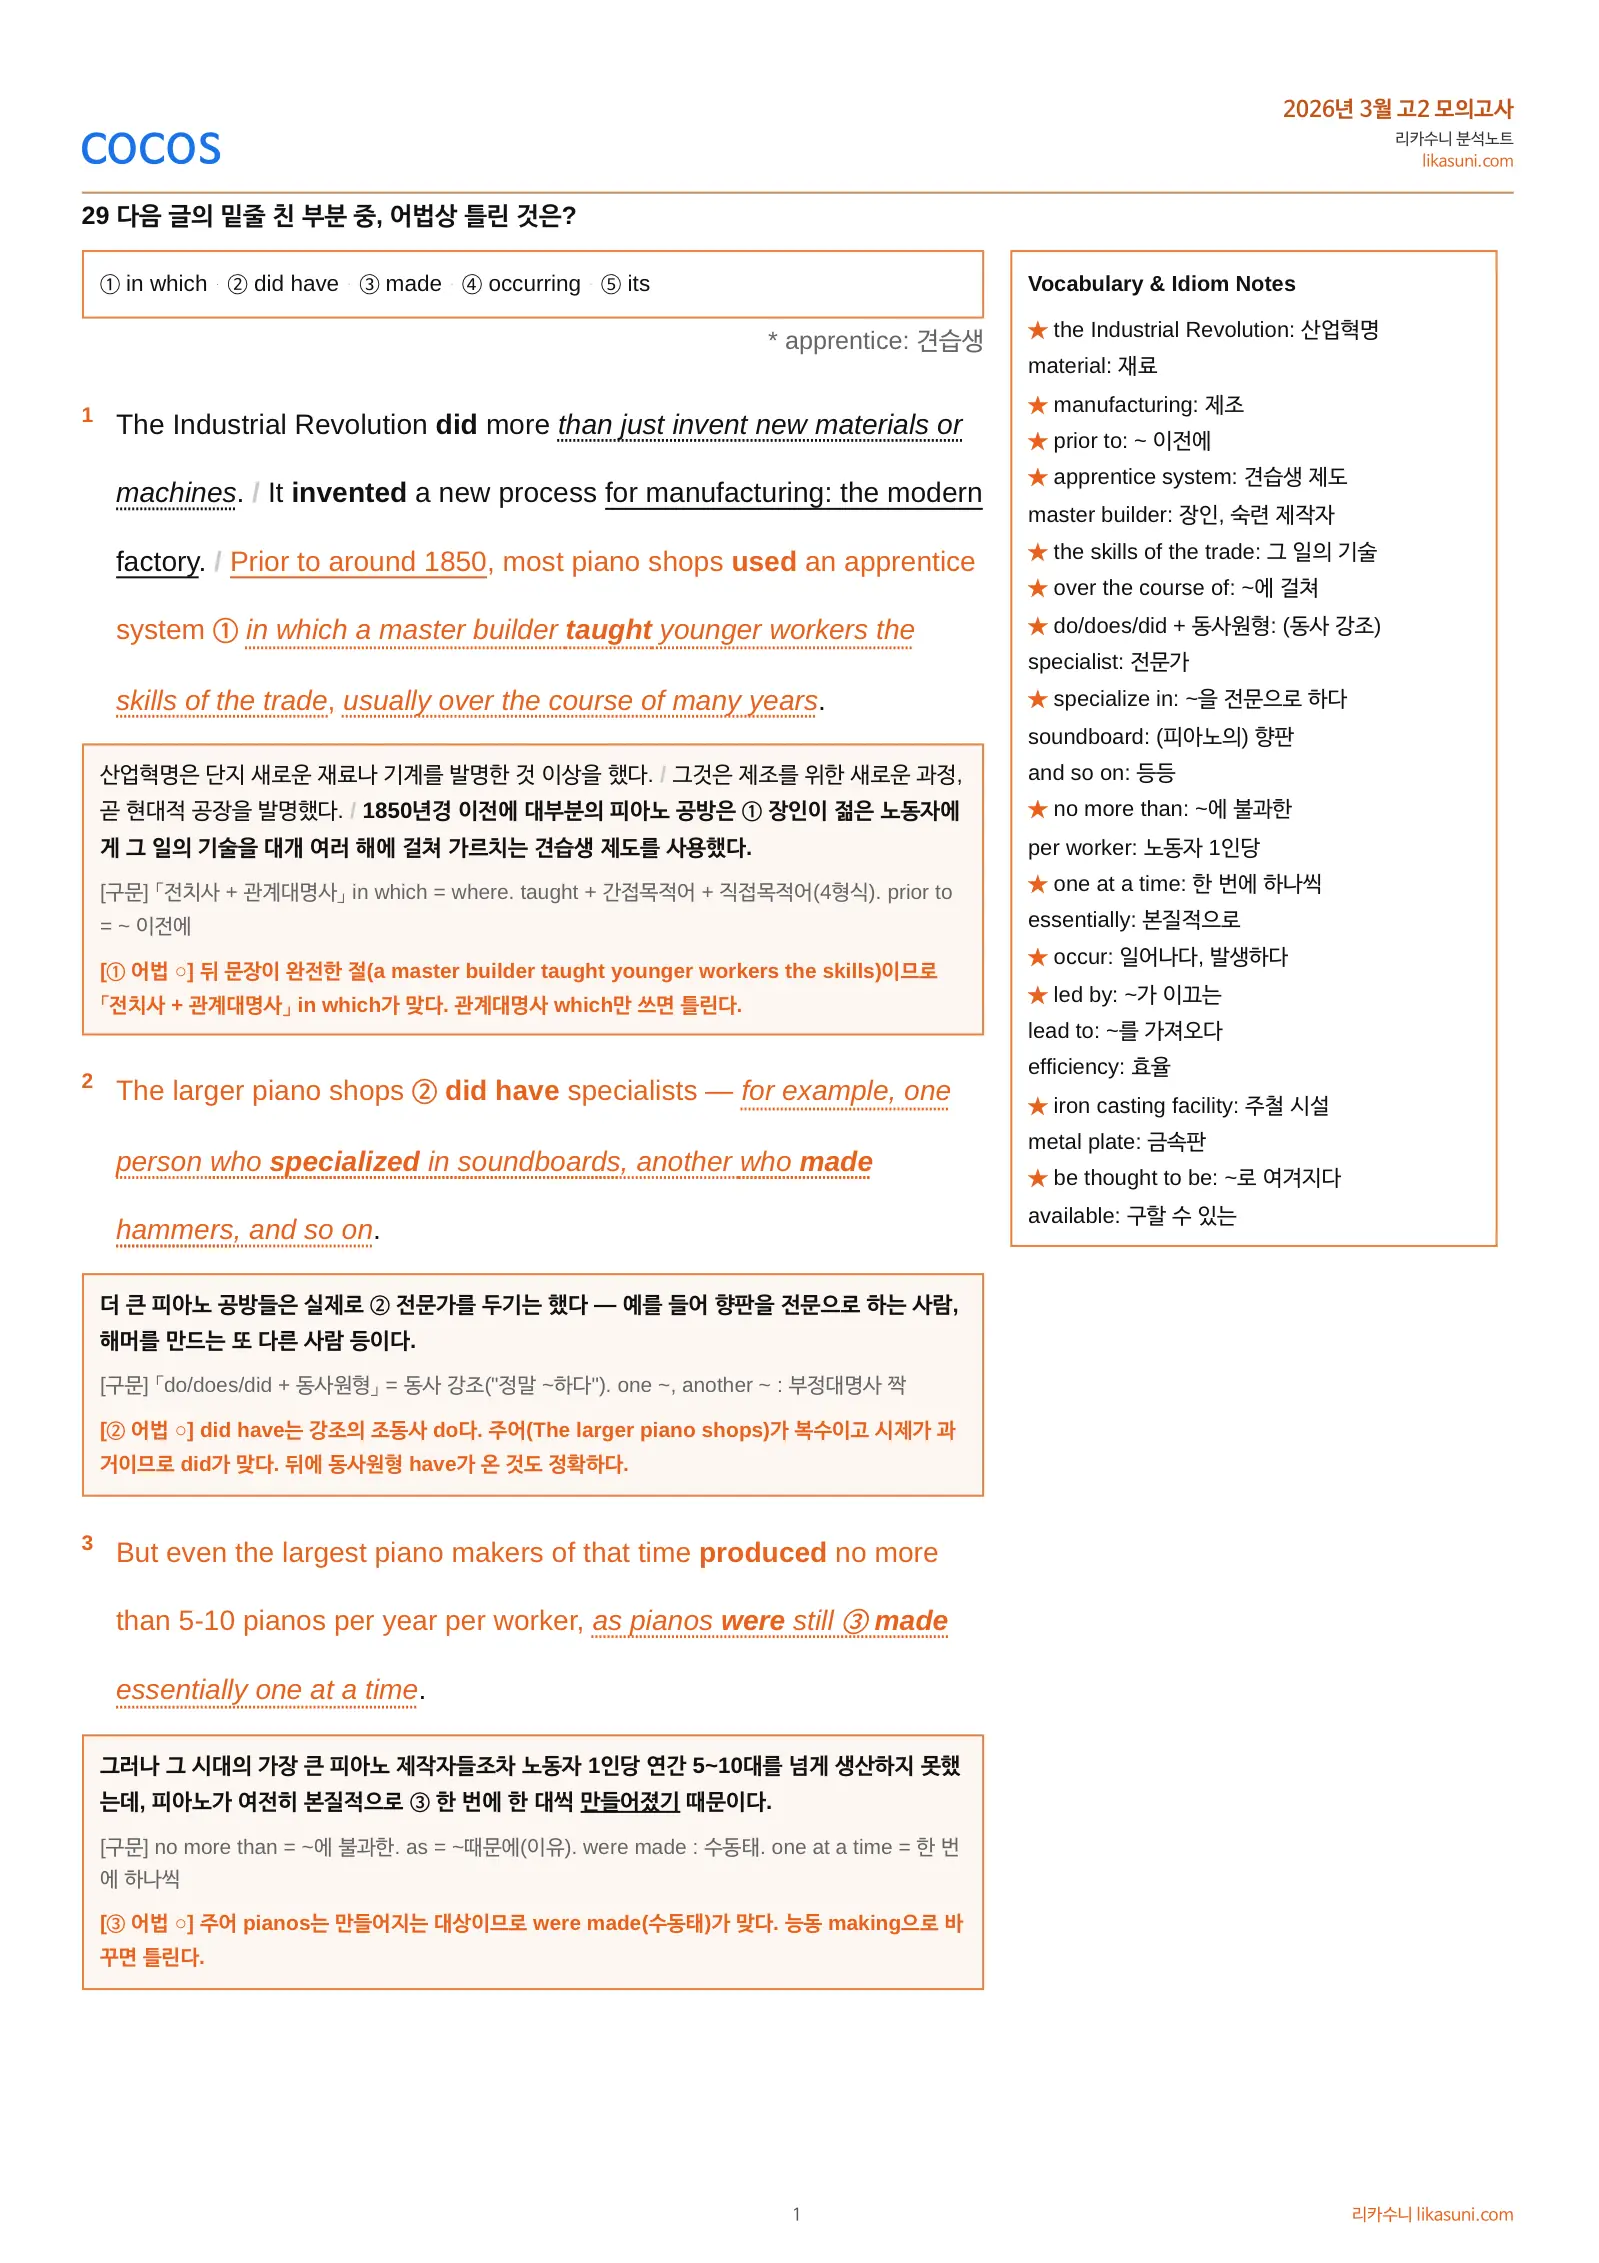 cocos
2026년 3월 고2 모의고사
리카수니 분석노트
likasuni.com
29 다음 글의 밑줄 친 부분 중, 어법상 틀린 것은?
① in which · ② did have · ③ made · ④ occurring · ⑤ its
* apprentice: 견습생
1 The Industrial Revolution did more than just invent new materials or
machines. / It invented a new process for manufacturing: the modern
factory. / Prior to around 1850, most piano shops used an apprentice
system ① in which a master builder taught younger workers the
skills of the trade, usually over the course of many years.
산업혁명은 단지 새로운 재료나 기계를 발명한 것 이상을 했다. / 그것은 제조를 위한 새로운 과정,
곧 현대적 공장을 발명했다. / 1850년경 이전에 대부분의 피아노 공방은 ① 장인이 젊은 노동자에
게 그 일의 기술을 대개 여러 해에 걸쳐 가르치는 견습생 제도를 사용했다.
[구문] 「전치사 + 관계대명사」 in which = where. taught + 간접목적어 + 직접목적어(4형식). prior to
= ~ 이전에
[① 어법 ○] 뒤 문장이 완전한 절(a master builder taught younger workers the skills)이므로
「전치사 + 관계대명사」 in which가 맞다. 관계대명사 which만 쓰면 틀린다.
2 The larger piano shops ② did have specialists — for example, one
person who specialized in soundboards, another who made
hammers, and so on.
더 큰 피아노 공방들은 실제로 ② 전문가를 두기는 했다 — 예를 들어 향판을 전문으로 하는 사람,
해머를 만드는 또 다른 사람 등이다.
[구문] 「do/does/did + 동사원형」 = 동사 강조("정말 ~하다"). one ~, another ~ : 부정대명사 짝
[② 어법 ○] did have는 강조의 조동사 do다. 주어(The larger piano shops)가 복수이고 시제가 과
거이므로 did가 맞다. 뒤에 동사원형 have가 온 것도 정확하다.
3 But even the largest piano makers of that time produced no more
than 5-10 pianos per year per worker, as pianos were still ③ made
essentially one at a time.
그러나 그 시대의 가장 큰 피아노 제작자들조차 노동자 1인당 연간 5~10대를 넘게 생산하지 못했
는데, 피아노가 여전히 본질적으로 ③ 한 번에 한 대씩 만들어졌기 때문이다.
[구문] no more than = ~에 불과한. as = ~때문에(이유). were made : 수동태. one at a time = 한 번
에 하나씩
[③ 어법 ○] 주어 pianos는 만들어지는 대상이므로 were made(수동태)가 맞다. 능동 making으로 바
꾸면 틀린다.
Vocabulary & Idiom Notes
★ the Industrial Revolution: 산업혁명
material: 재료
★ manufacturing: 제조
★ prior to: ~ 이전에
★ apprentice system: 견습생 제도
master builder: 장인, 숙련 제작자
★ the skills of the trade: 그 일의 기술
★ over the course of: ~에 걸쳐
★ do/does/did + 동사원형: (동사 강조)
specialist: 전문가
★ specialize in: ~을 전문으로 하다
soundboard: (피아노의) 향판
and so on: 등등
★ no more than: ~에 불과한
per worker: 노동자 1인당
★ one at a time: 한 번에 하나씩
essentially: 본질적으로
★ occur: 일어나다, 발생하다
★ led by: ~가 이끄는
lead to: ~를 가져오다
efficiency: 효율
★ iron casting facility: 주철 시설
metal plate: 금속판
★ be thought to be: ~로 여겨지다
available: 구할 수 있는
1
리카수니 likasuni.com